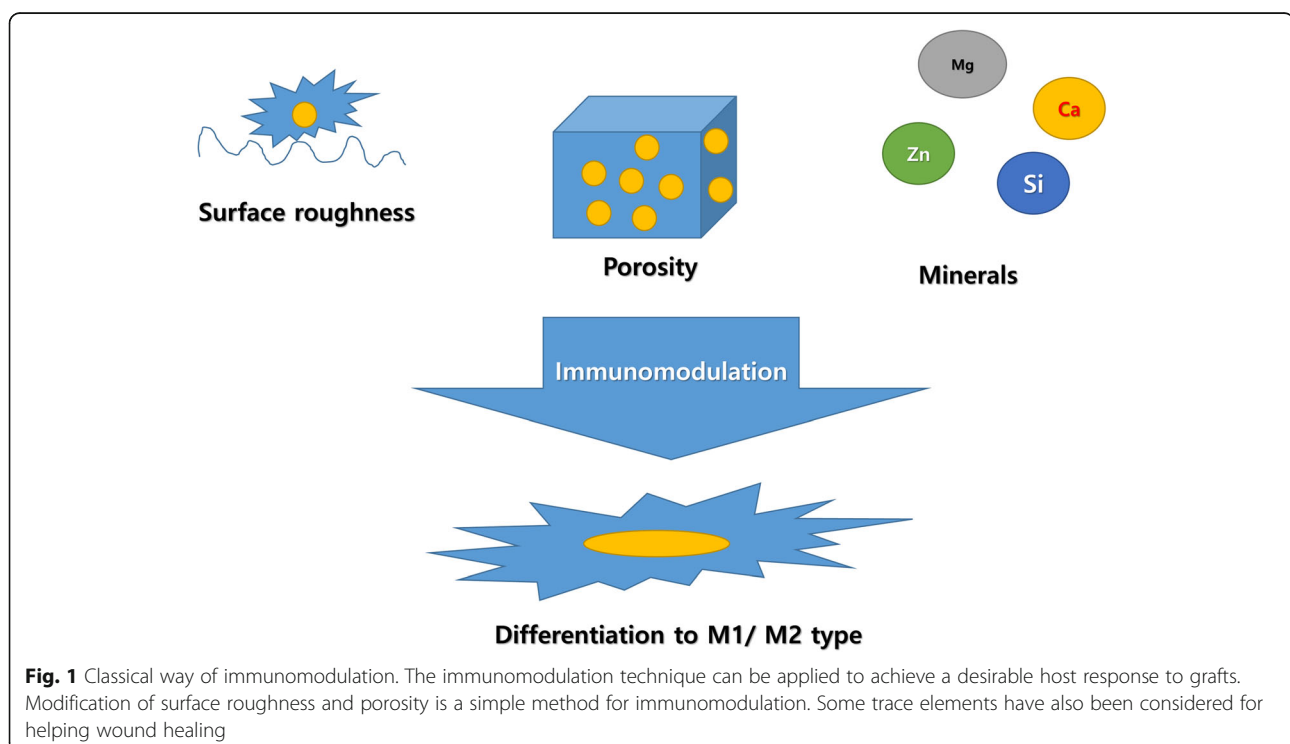 Mg
Ca
Zn
Si
Surface roughness
Porosity
Minerals
Immunomodulation
Differentiation to M1/ M2 type
Fig. 1 Classical way of immunomodulation. The immunomodulation technique can be applied to achieve a desirable host response to grafts.
Modification of surface roughness and porosity is a simple method for immunomodulation. Some trace elements have also been considered for
helping wound healing